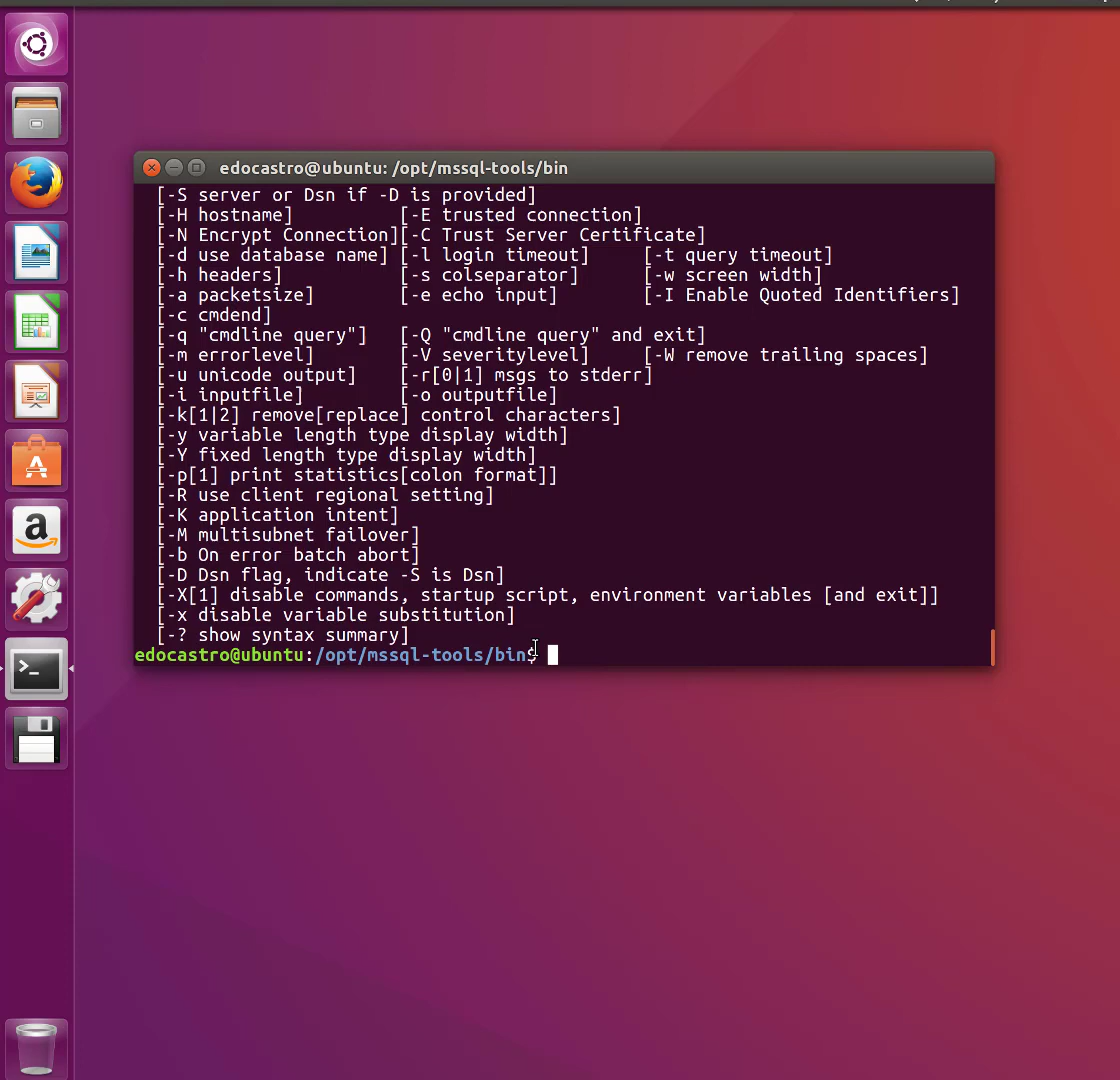 edocastro@ubuntu: /opt/mssql-tools/bin
[-S server or Dsn if -D is provided]
[-H hostname] [-E trusted connection]
[-N Encrypt Connection][-C Trust Server Certificate]
[-d use database name] [-l login timeout] [-t query timeout]
[-h headers] [-s colseparator] [-w screen width]
[-a packetsize] [-e echo input] [-I Enable Quoted Identifiers]
[-c cmdend]
[-q "cmdline query"] [-Q "cmdline query" and exit]
[-m errorlevel] [-V severitylevel] [-W remove trailing spaces]
[-u unicode output] [-r[0|1] msgs to stderr]
[-i inputfile] [-o outputfile]
[-k[1|2] remove[replace] control characters]
[-y variable length type display width]
[-Y fixed length type display width]
[-p[1] print statistics[colon format]]
[-R use client regional setting]
[-K application intent]
[-M multisubnet failover]
[-b On error batch abort]
[-D Dsn flag, indicate -S is Dsn]
[-X[1] disable commands, startup script, environment variables [and exit]]
[-x disable variable substitution]
[-? show syntax summary]
edocastro@ubuntu:/opt/mssql-tools/bin$